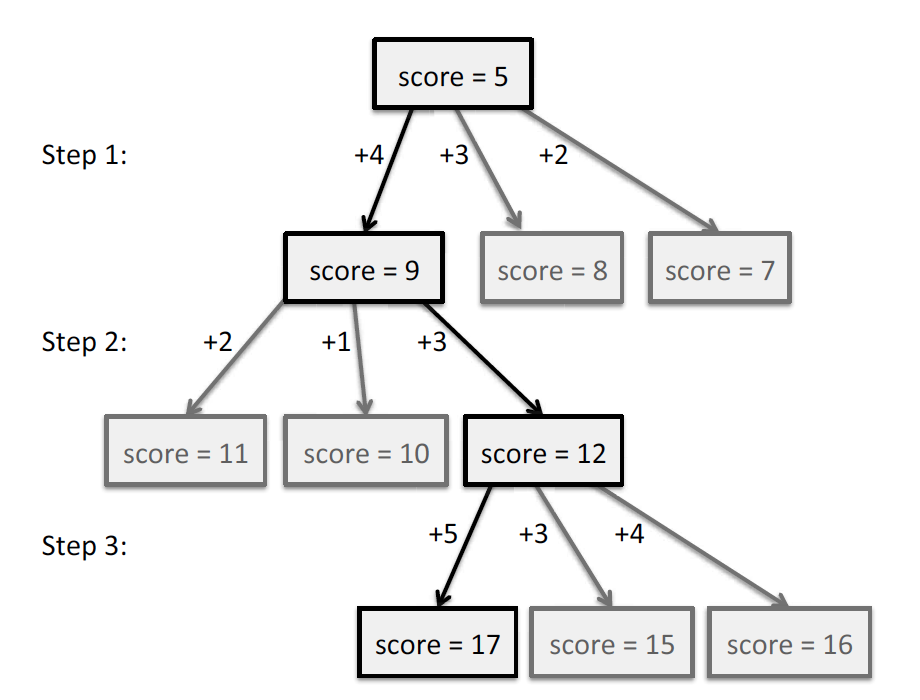 score = 5
Step 1:
+4
+3
+2
score = 9
score = 8
score = 7
Step 2:
+2
+1
+3
score = 11
score = 10
score = 12
Step 3:
+5
+3
+4
score = 17
score = 15
score = 16